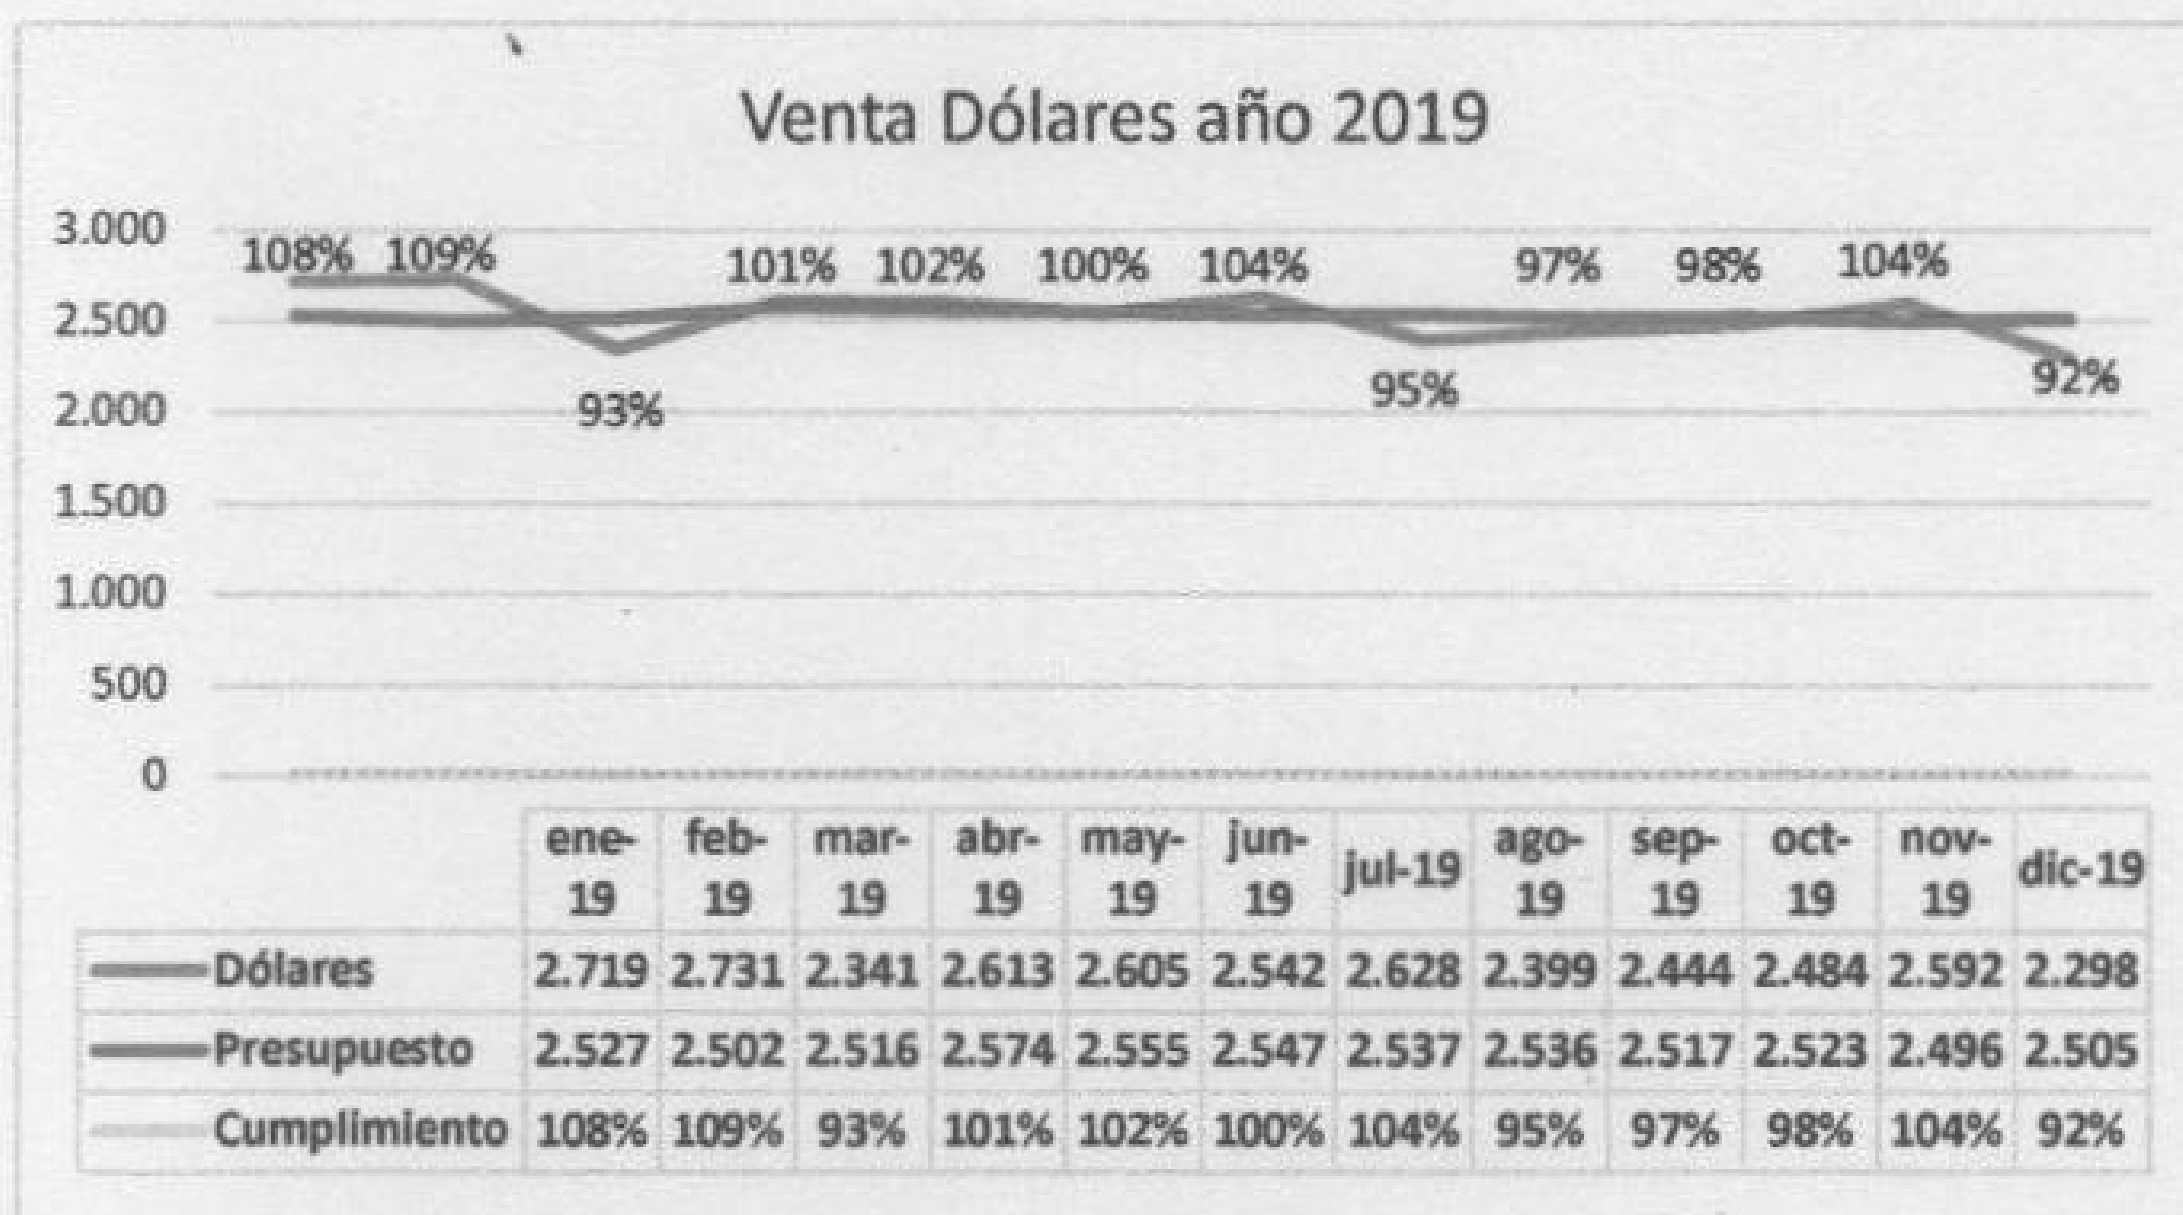 Venta Dólares año 2019
3.000
108% 109% 101% 102% 100% 104% 97% 98% 104%
2.500
93% 95% 92%
2.000
1.500
1.000
500
0
ene-19 feb-19 mar-19 abr-19 may-19 jun-19 jul-19 ago-19 sep-19 oct-19 nov-19 dic-19
Dólares 2.719 2.731 2.341 2.613 2.605 2.542 2.628 2.399 2.444 2.484 2.592 2.298
Presupuesto 2.527 2.502 2.516 2.574 2.555 2.547 2.537 2.536 2.517 2.523 2.496 2.505
Cumplimiento 108% 109% 93% 101% 102% 100% 104% 95% 97% 98% 104% 92%